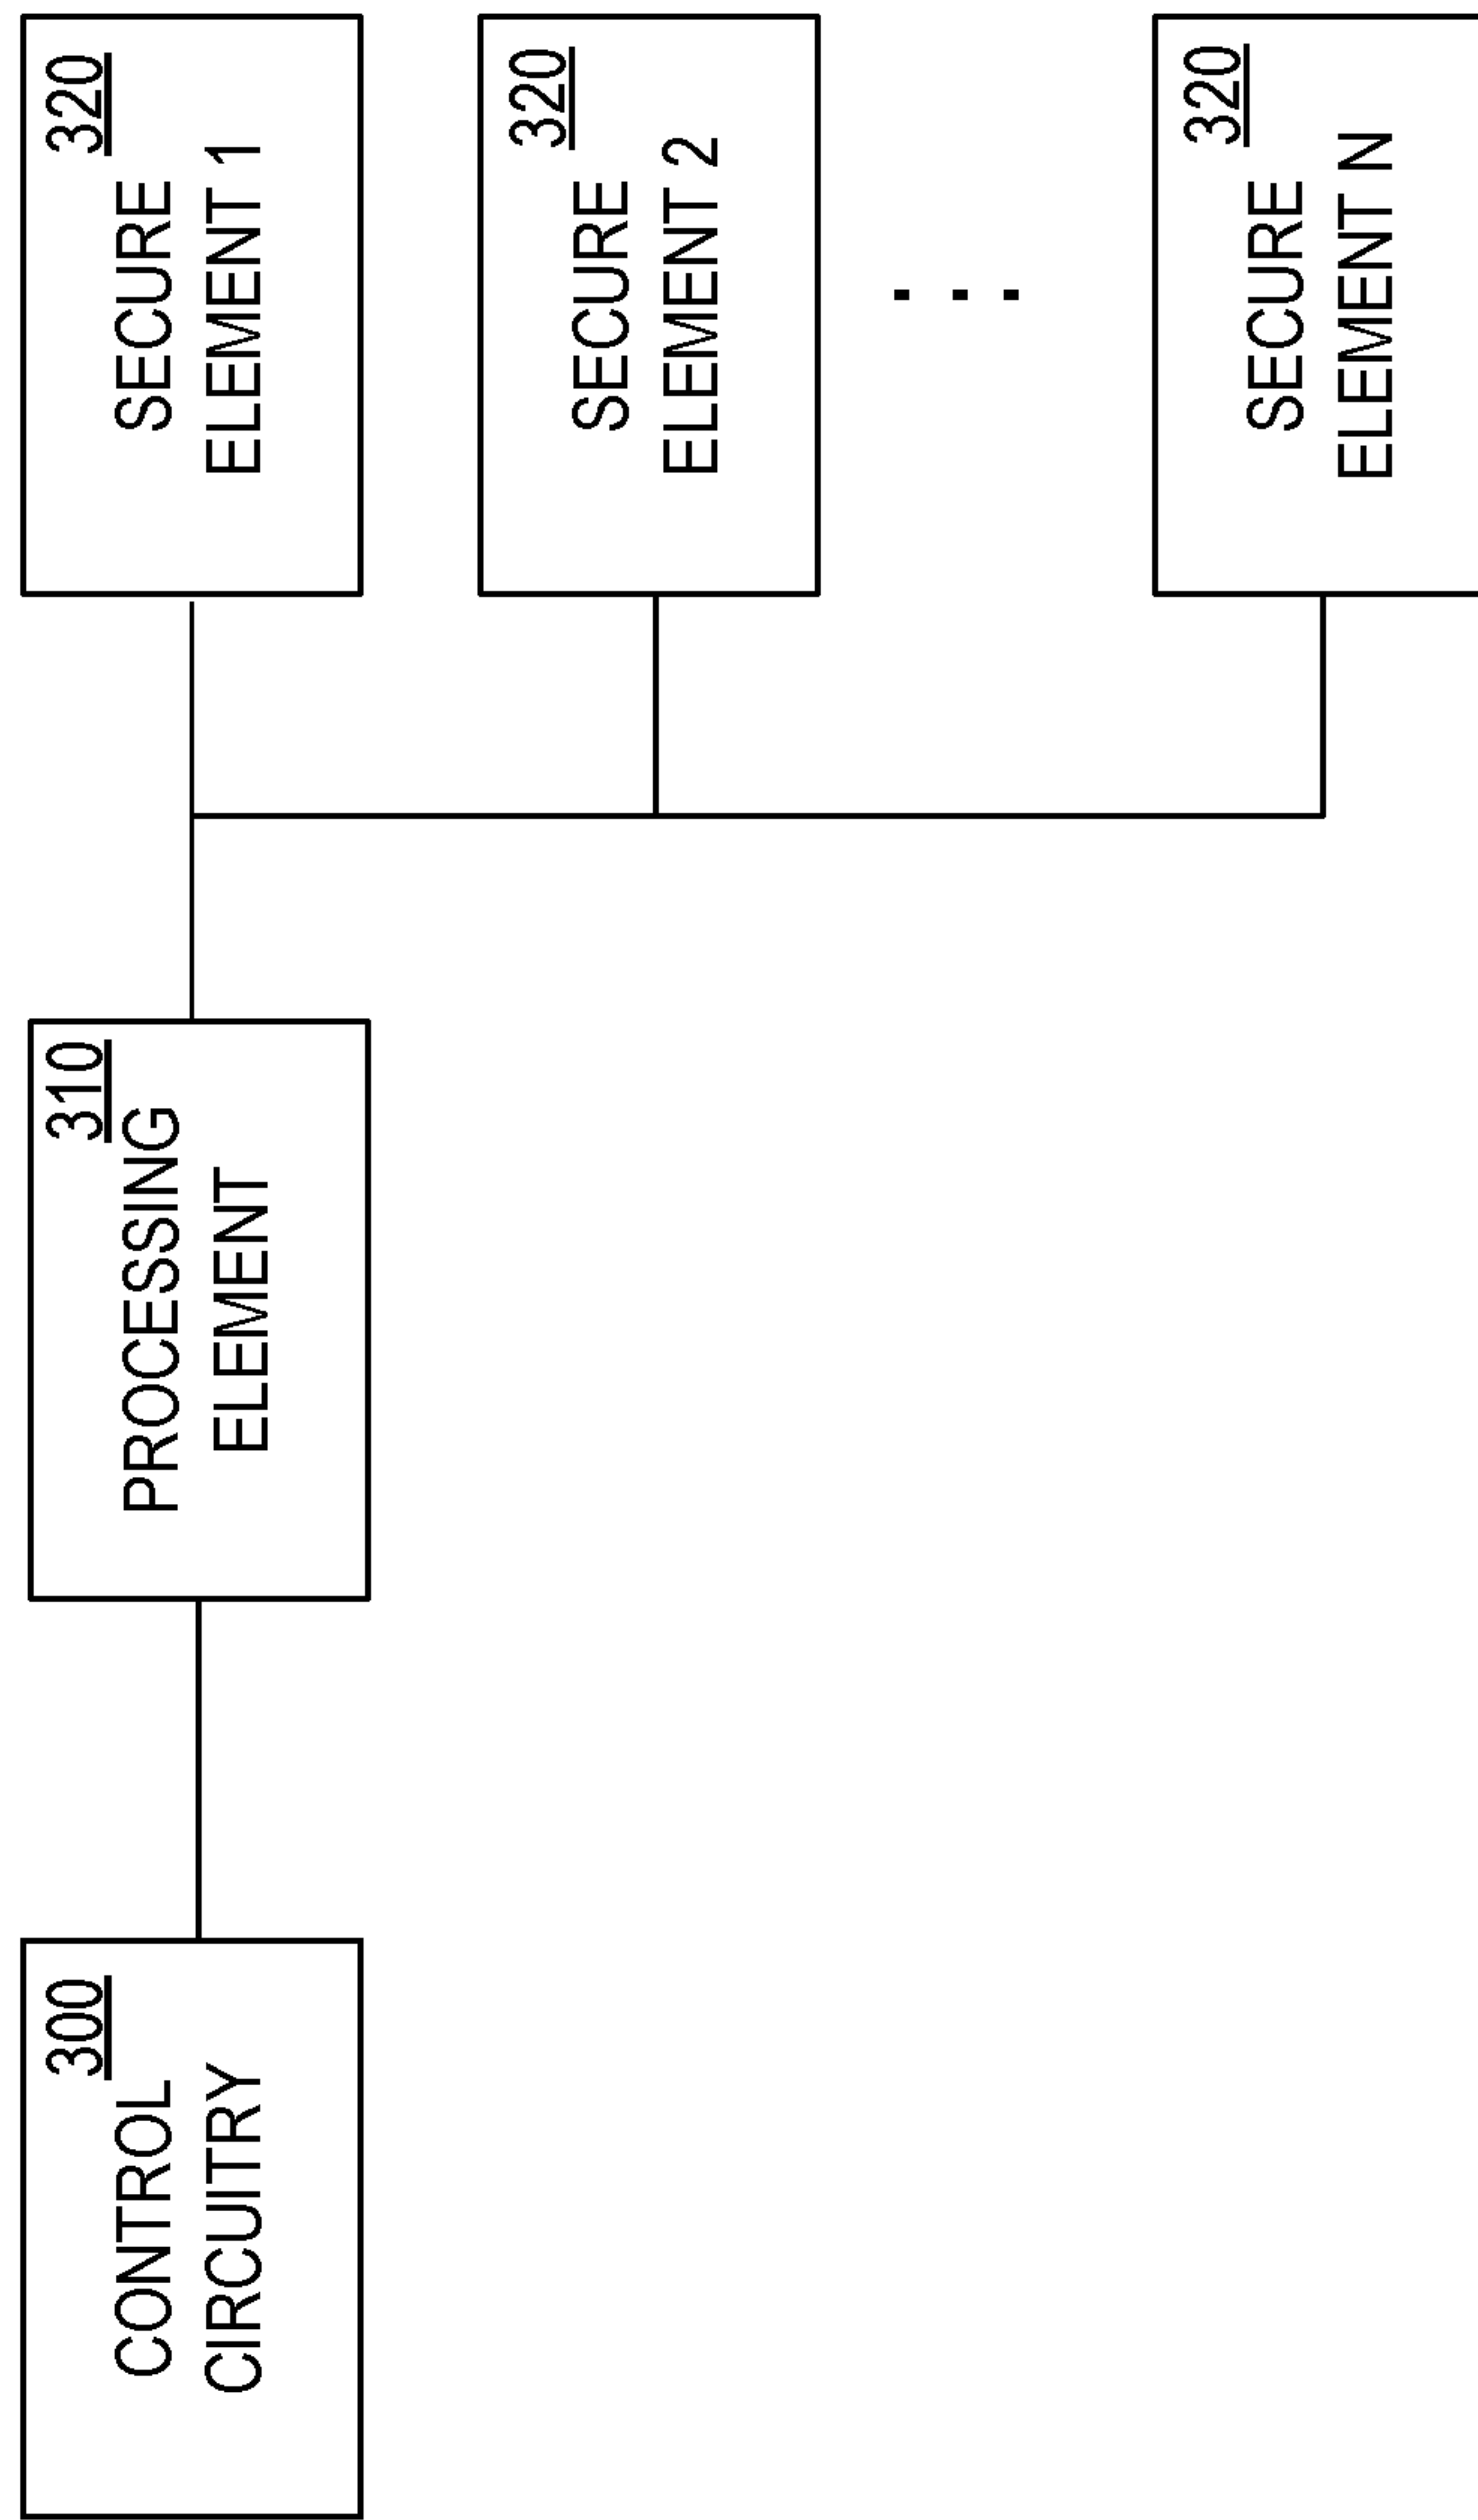 300
CONTROL
CIRCUITRY
310
PROCESSING
ELEMENT
320
SECURE
ELEMENT 1
320
SECURE
ELEMENT 2
. . .
320
SECURE
ELEMENT N